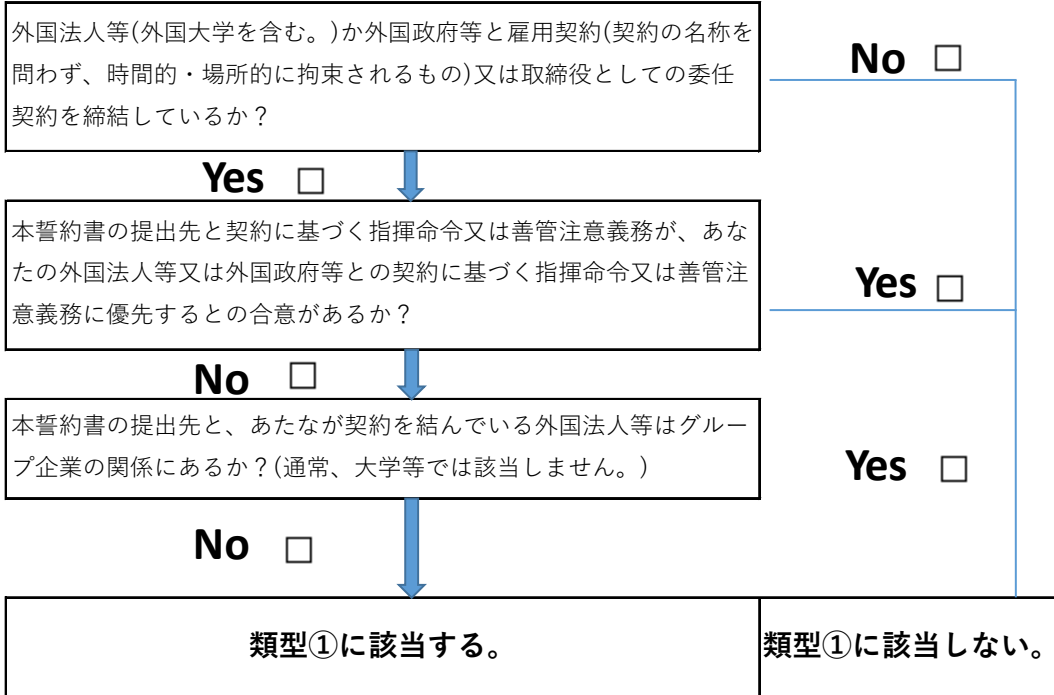 外国法人等(外国大学を含む。)か外国政府等と雇用契約(契約の名称を
問わず、時間的・場所的に拘束されるもの)又は取締役としての委任
契約を締結しているか？
No □
Yes □
本誓約書の提出先と契約に基づく指揮命令又は善管注意義務が、あな
たの外国法人等又は外国政府等との契約に基づく指揮命令又は善管注
意義務に優先するとの合意があるか？
Yes □
No □
本誓約書の提出先と、あたなが契約を結んでいる外国法人等はグルー
プ企業の関係にあるか？(通常、大学等では該当しません。)
Yes □
No □
類型①に該当する。
類型①に該当しない。